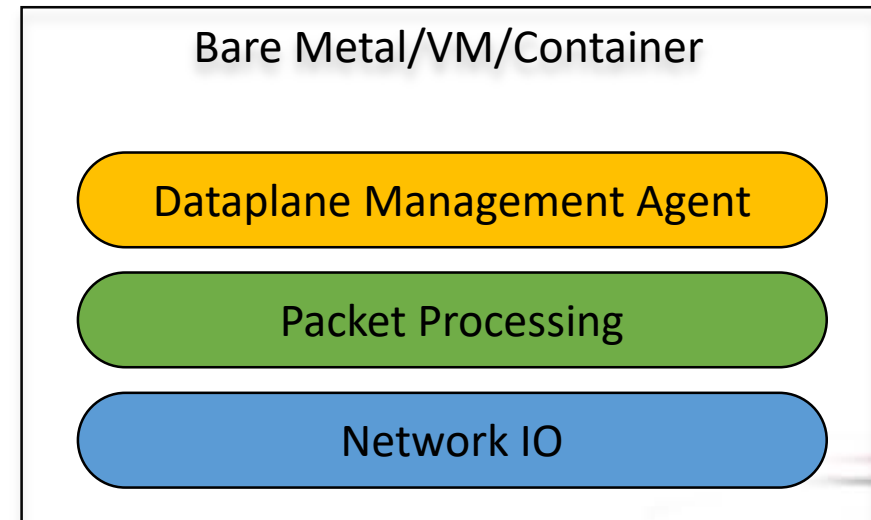 Bare Metal/VM/Container
Dataplane Management Agent
Packet Processing
Network IO